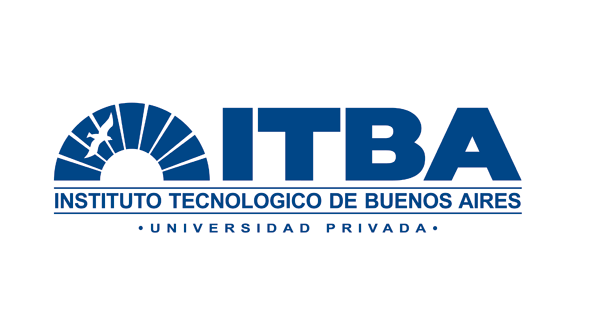 ITBA
INSTITUTO TECNOLOGICO DE BUENOS AIRES
•UNIVERSIDAD PRIVADA•